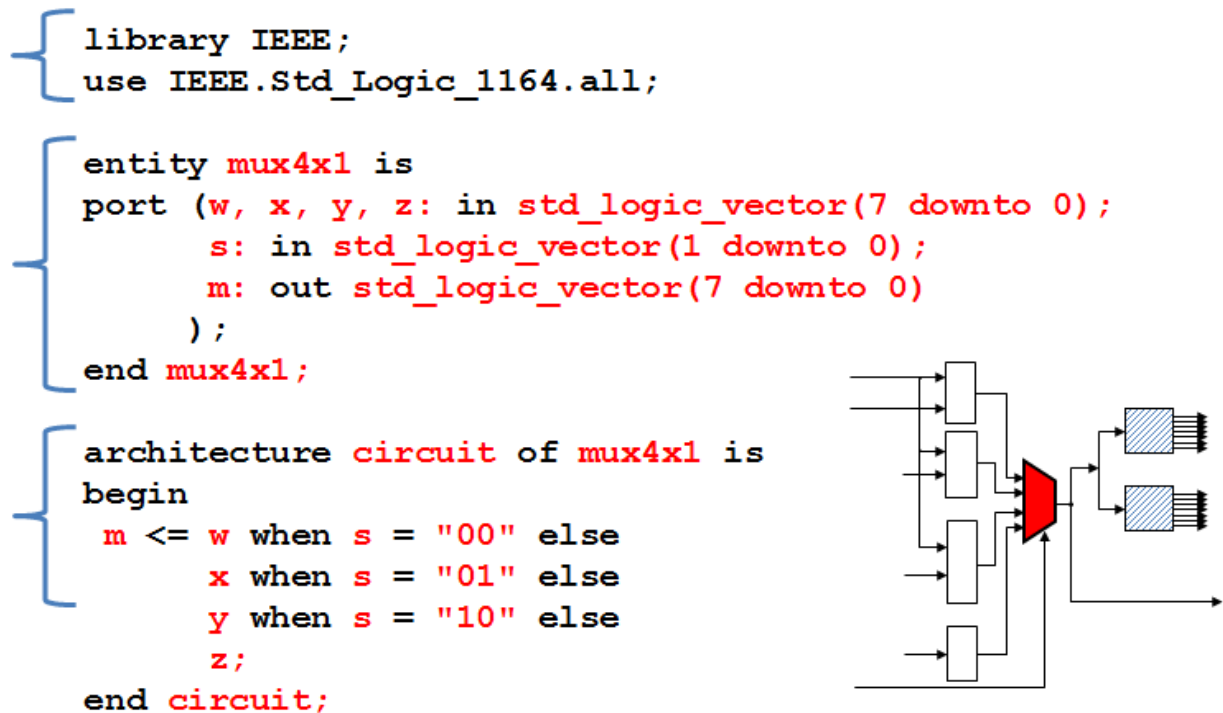 library IEEE;
use IEEE.Std_Logic_1164.all;
entity mux4x1 is
port (w, x, y, z: in std_logic_vector(7 downto 0);
s: in std_logic_vector(1 downto 0);
m: out std_logic_vector(7 downto 0)
);
end mux4x1;
architecture circuit of mux4x1 is
begin
m <= w when s = "00" else
x when s = "01" else
y when s = "10" else
z;
end circuit;